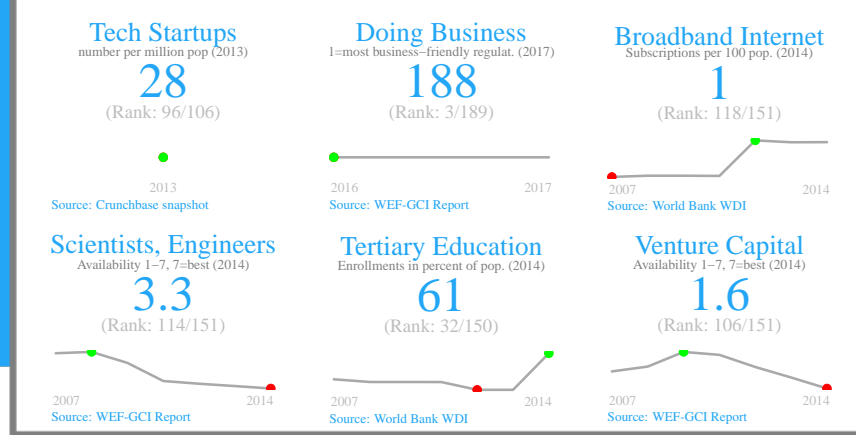 Tech Startups
number per million pop (2013)
28
(Rank: 96/106)
2013
Source: Crunchbase snapshot
Doing Business
1=most business−friendly regulat. (2017)
188
(Rank: 3/189)
2016 2017
Source: WEF-GCI Report
Broadband Internet
Subscriptions per 100 pop. (2014)
1
(Rank: 118/151)
2007 2014
Source: World Bank WDI
Scientists, Engineers
Availability 1−7, 7=best (2014)
3.3
(Rank: 114/151)
2007 2014
Source: WEF-GCI Report
Tertiary Education
Enrollments in percent of pop. (2014)
61
(Rank: 32/150)
2007 2014
Source: World Bank WDI
Venture Capital
Availability 1−7, 7=best (2014)
1.6
(Rank: 106/151)
2007 2014
Source: WEF-GCI Report